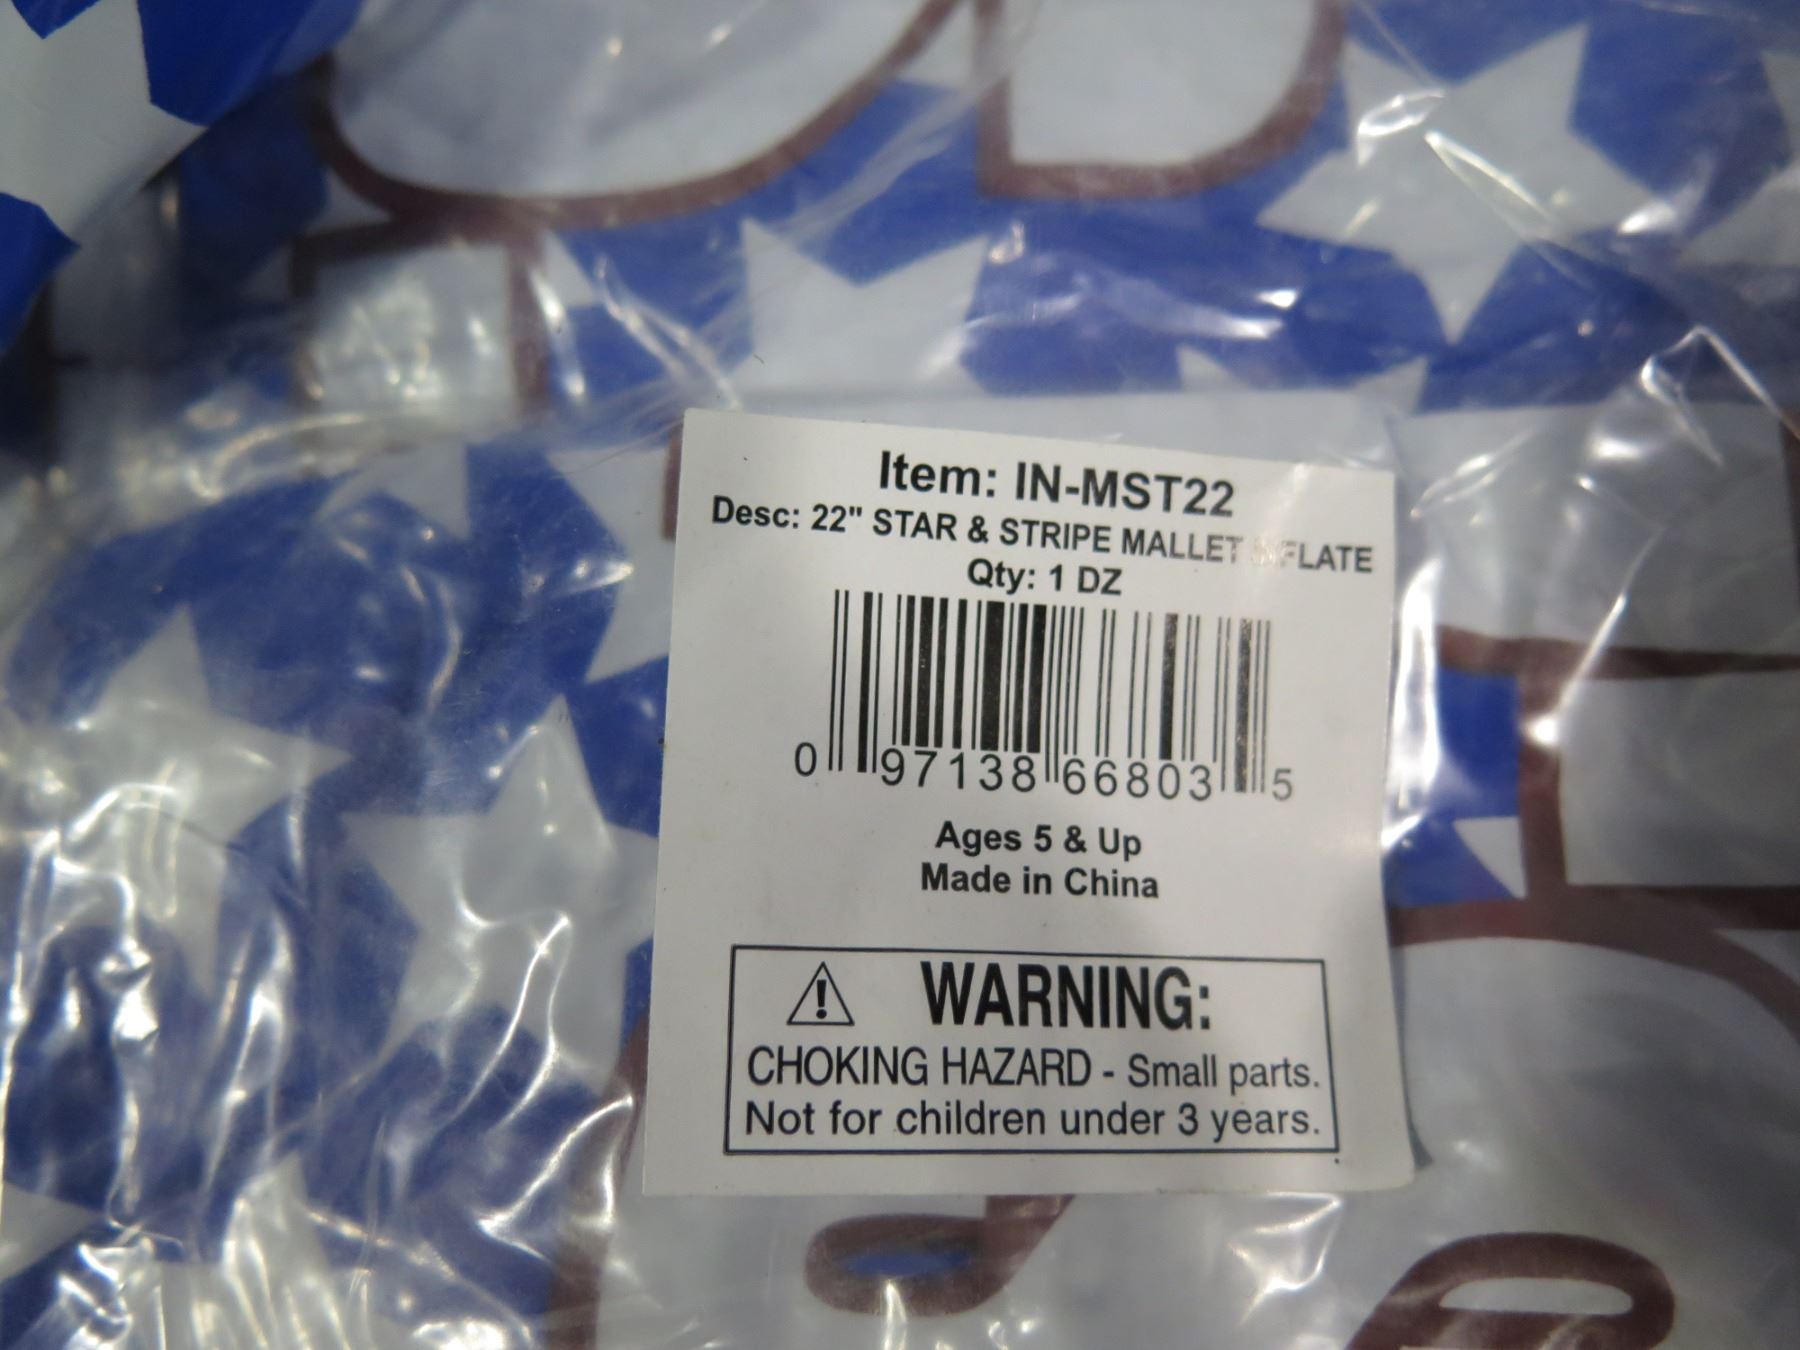 Item: IN-MST22
Desc: 22" STAR & STRIPE MALLET INFLATE
Qty: 1 DZ
0 97138 66803 5
Ages 5 & Up
Made in China
WARNING:
CHOKING HAZARD - Small parts.
Not for children under 3 years.